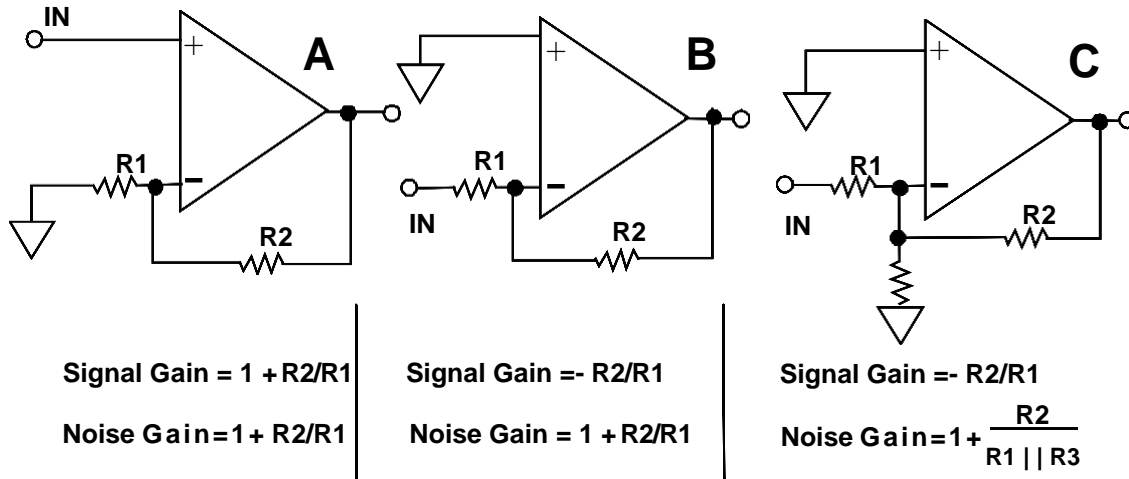 IN
A
+
R1
−
R2
Signal Gain = 1 + R2/R1
Noise Gain = 1 + R2/R1
B
+
R1
−
IN
R2
Signal Gain = - R2/R1
Noise Gain = 1 + R2/R1
C
+
R1
−
IN
R2
Signal Gain = - R2/R1
Noise Gain = 1 + R2
R1 || R3